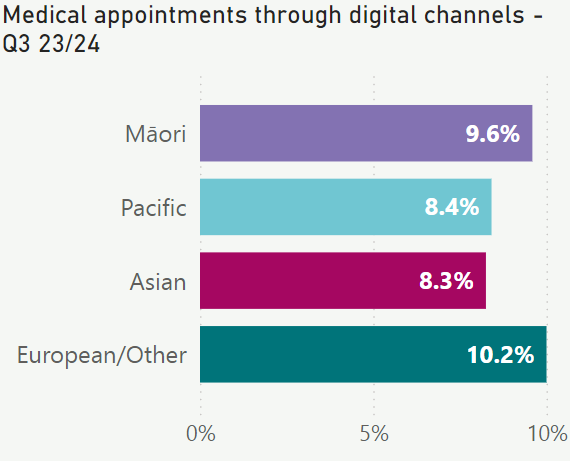 Medical appointments through digital channels -
Q3 23/24
Māori 9.6%
Pacific 8.4%
Asian 8.3%
European/Other 10.2%
0% 5% 10%